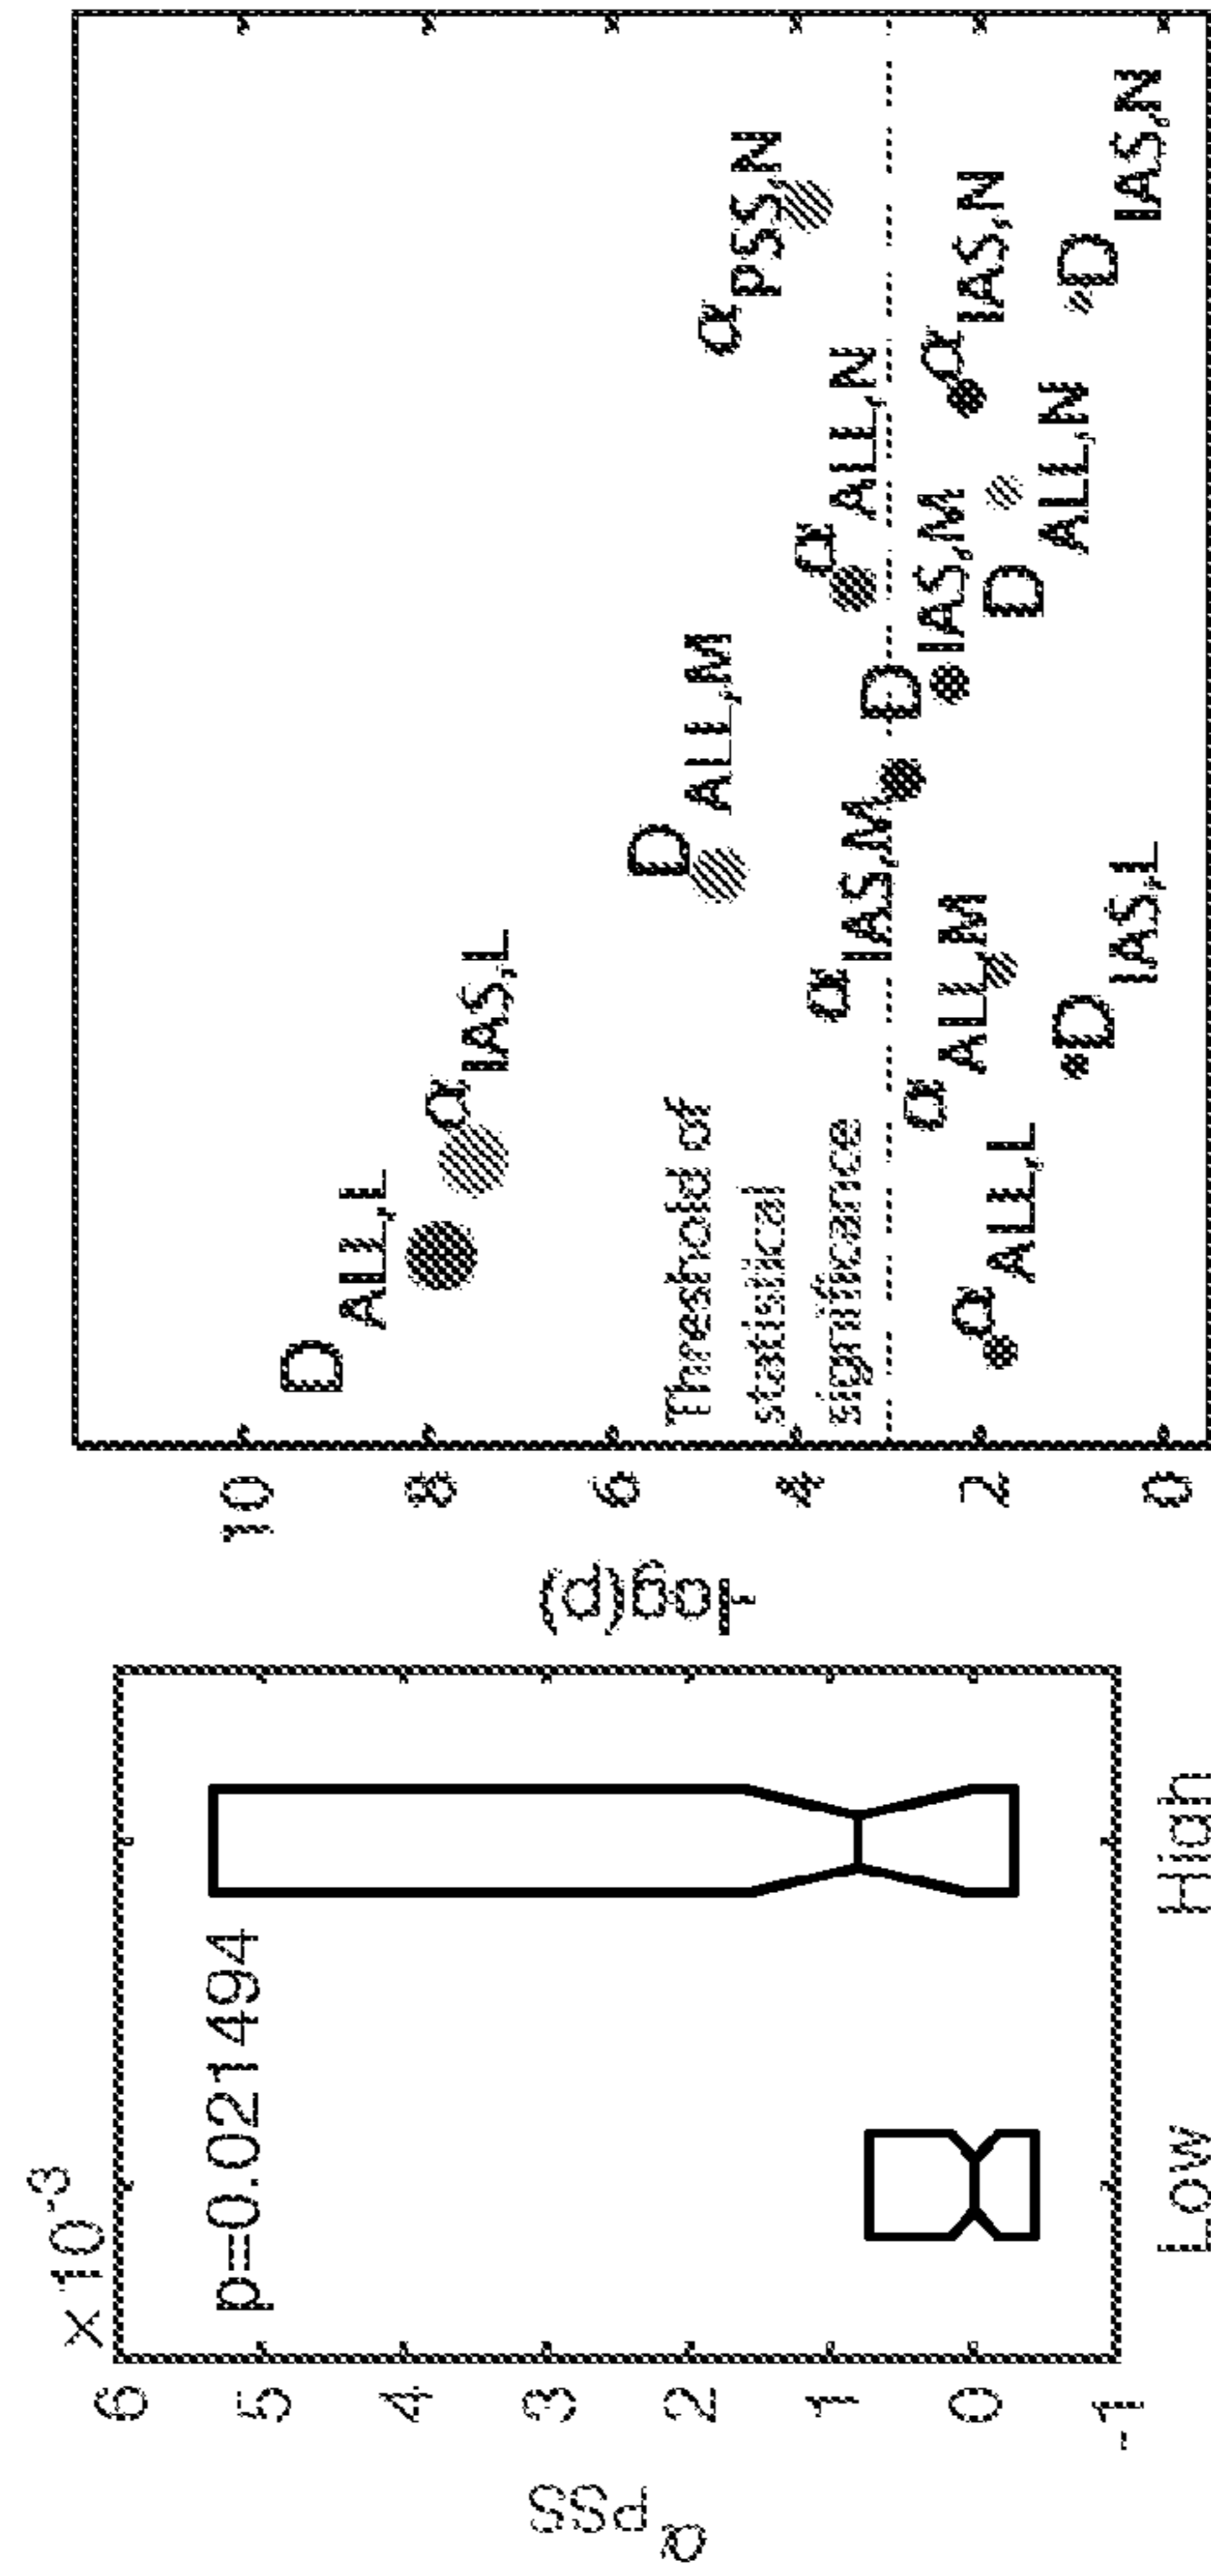 × 10⁻³
p=0.021494
6
5
4
3
2
1
0
-1
α PSS
Low
High
-log(p)
10
8
6
4
2
0
D ALL,L
α IAS,L
D ALL,M
α PSS,N
Threshold of
statistical
significance
α IAS,M
α ALL,N
D IAS,M
α ALL,M
α IAS,N
α ALL,L
D ALL,N
D IAS,L
D IAS,N